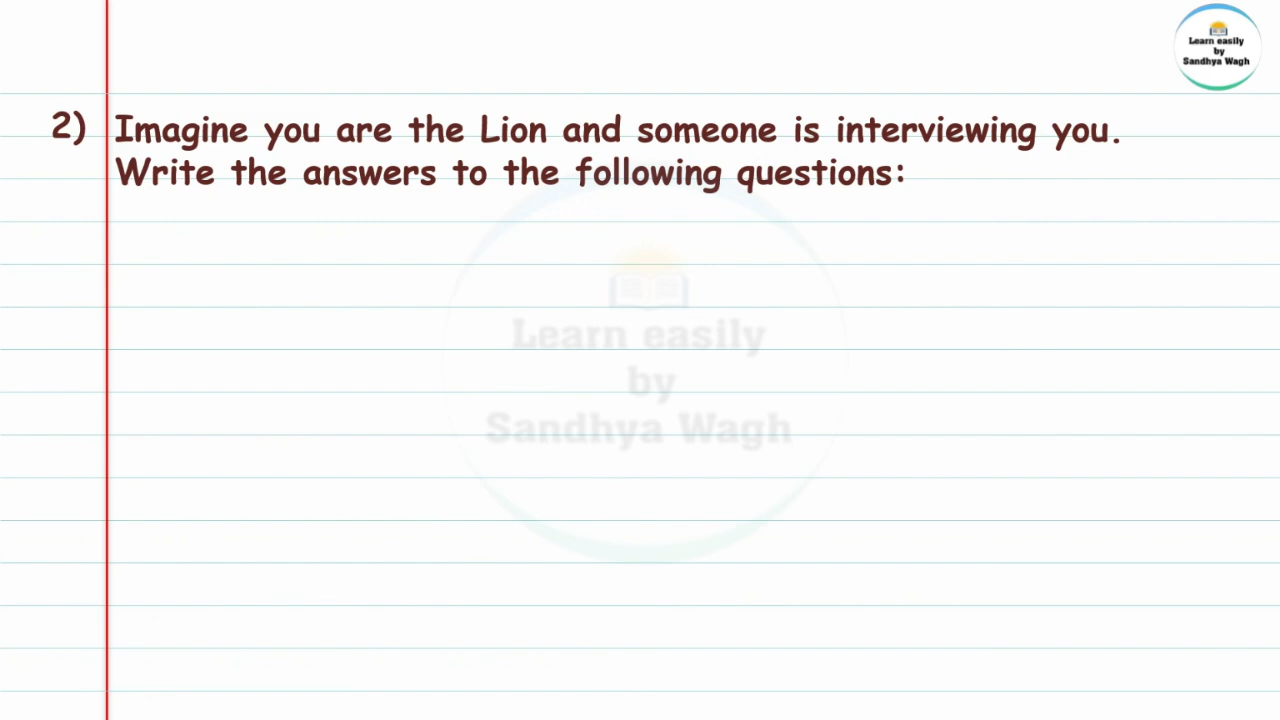 Learn easily
by
Sandhya Wagh
2) Imagine you are the Lion and someone is interviewing you.
Write the answers to the following questions:
Learn easily
by
Sandhya Wagh